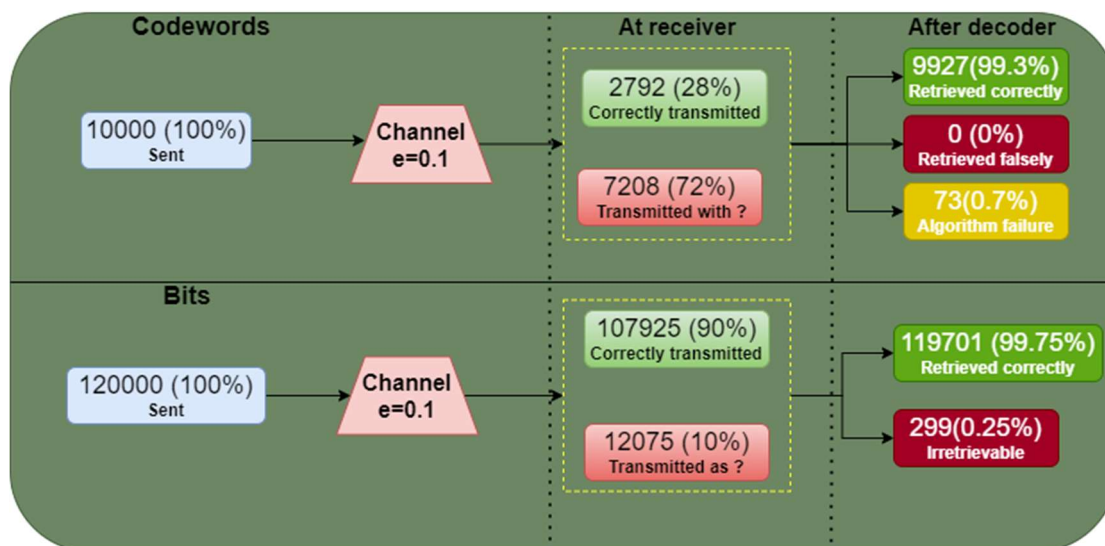 Codewords
At receiver
After decoder
10000 (100%)
Sent
Channel
e=0.1
2792 (28%)
Correctly transmitted
7208 (72%)
Transmitted with ?
9927(99.3%)
Retrieved correctly
0 (0%)
Retrieved falsely
73(0.7%)
Algorithm failure
Bits
120000 (100%)
Sent
Channel
e=0.1
107925 (90%)
Correctly transmitted
12075 (10%)
Transmitted as ?
119701 (99.75%)
Retrieved correctly
299(0.25%)
Irretrievable